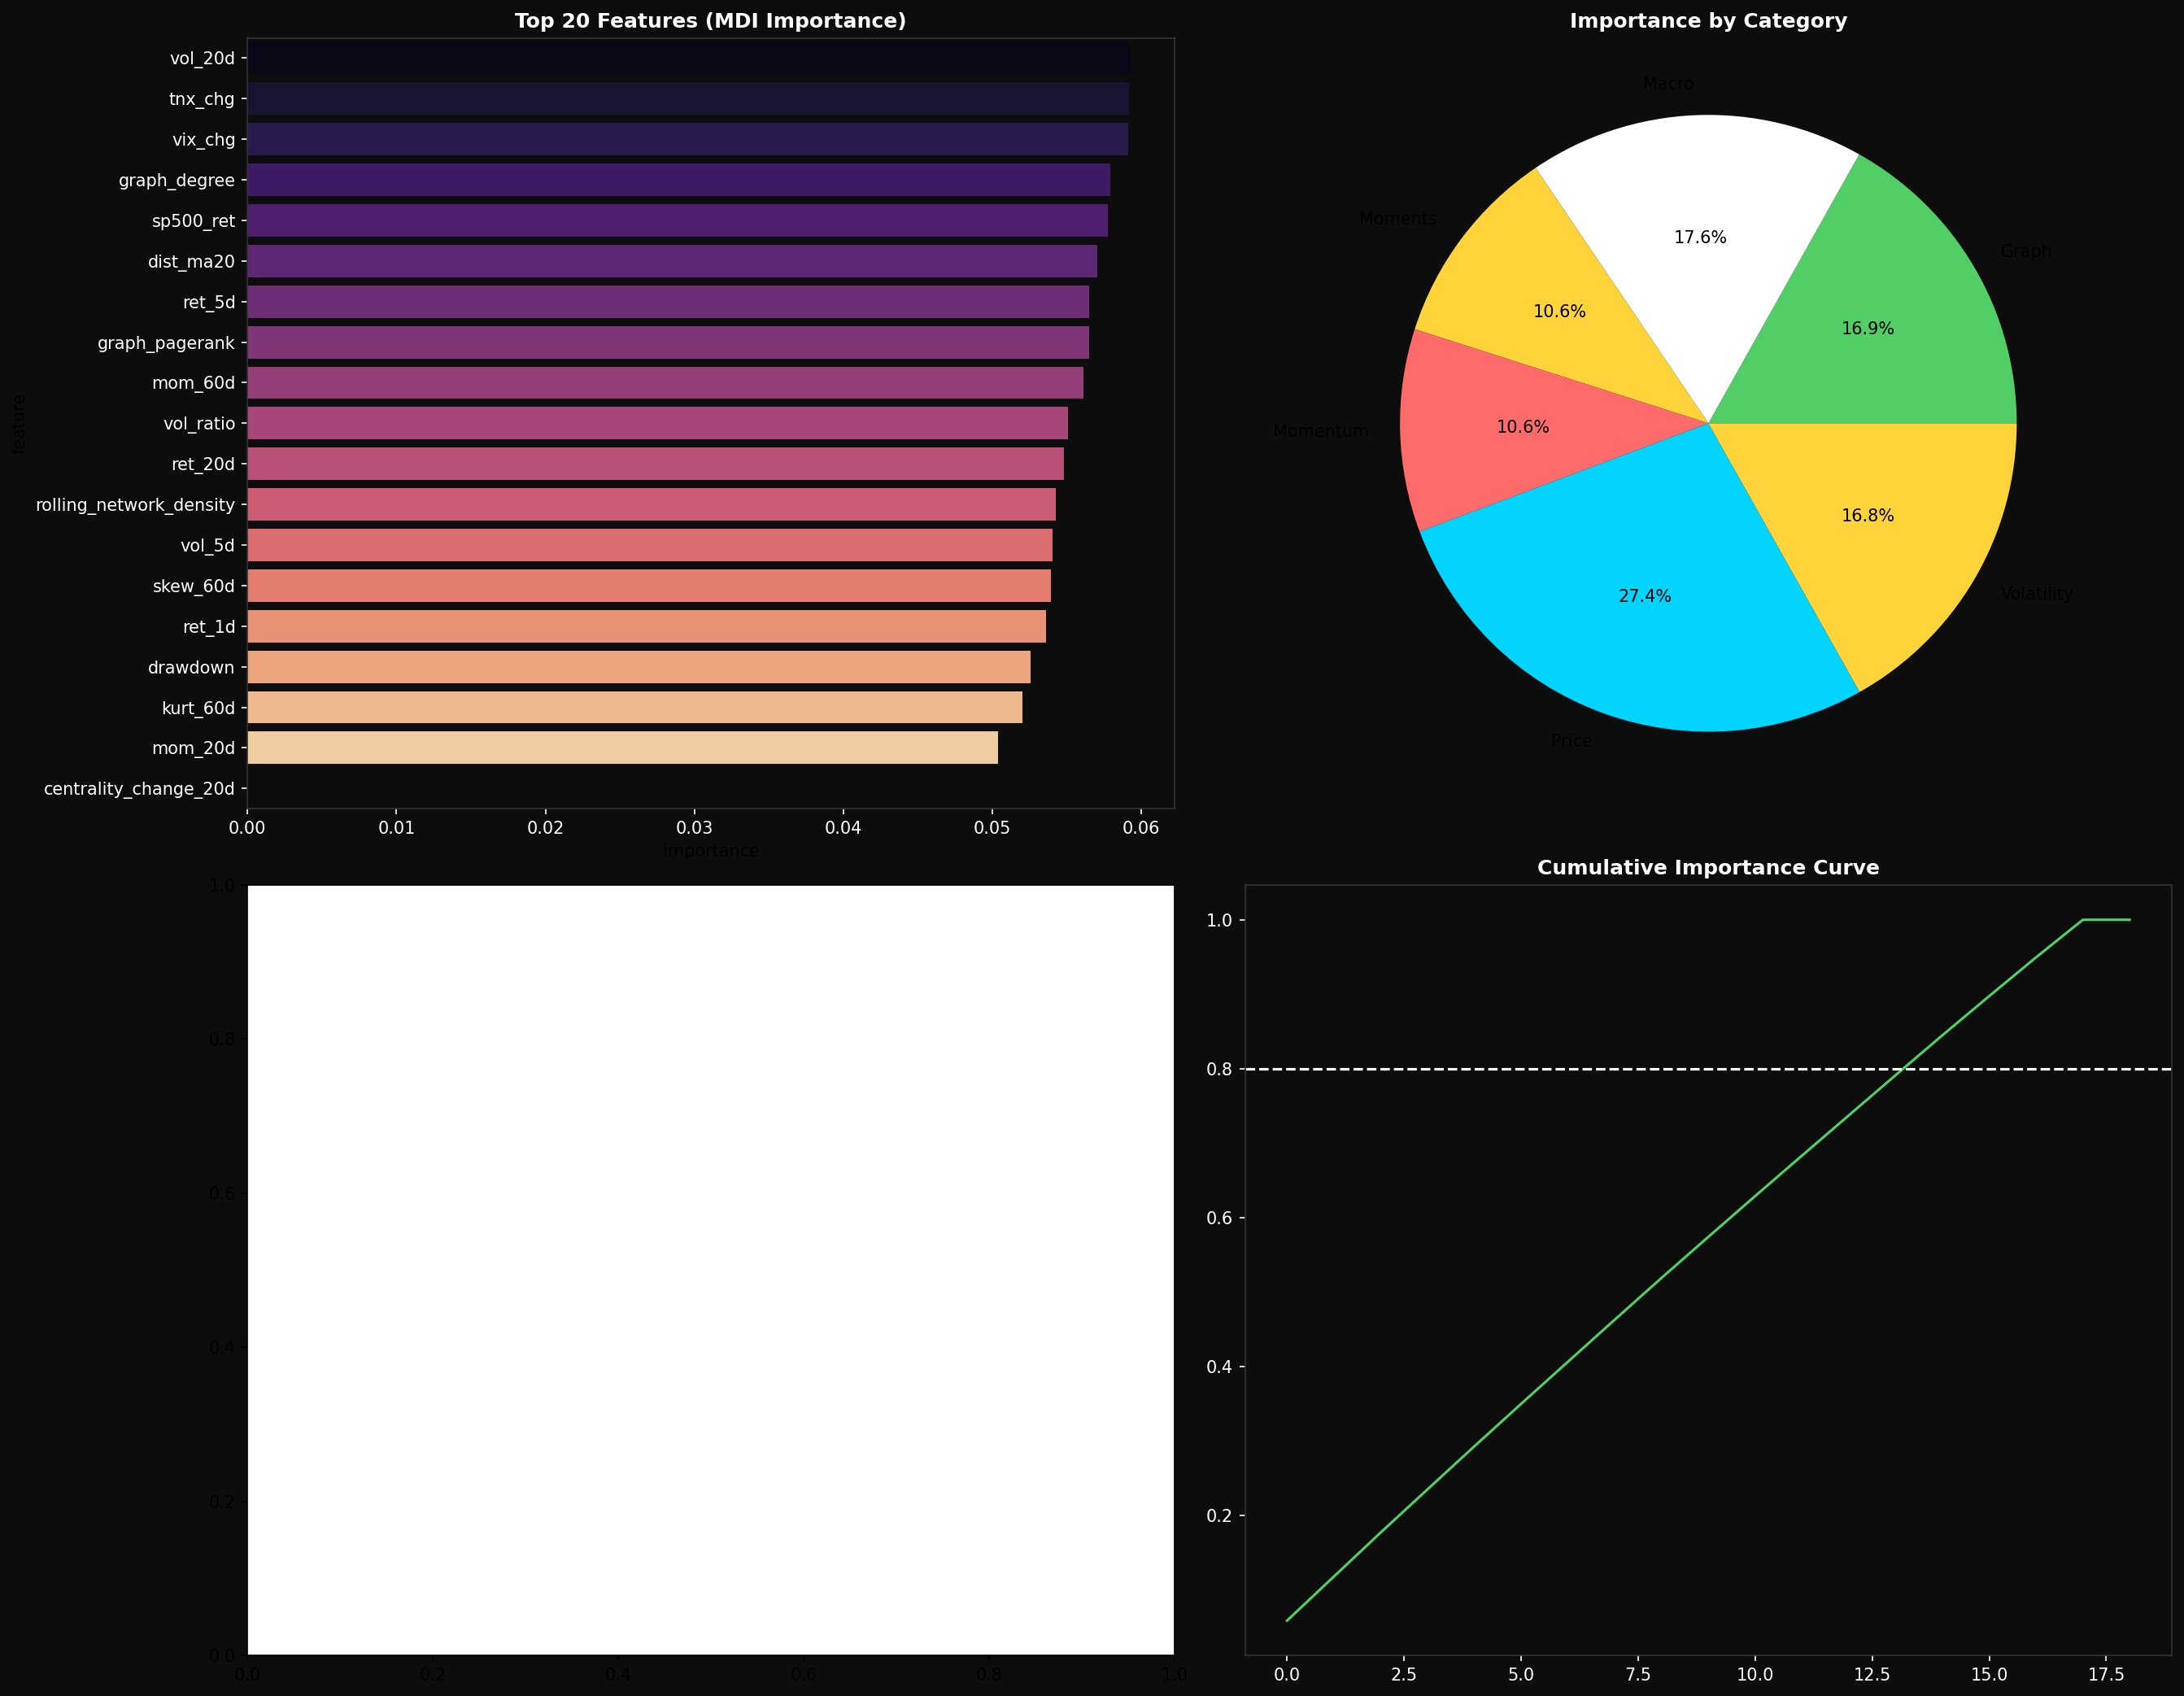 Top 20 Features (MDI Importance)
vol_20d
tnx_chg
vix_chg
graph_degree
sp500_ret
dist_ma20
ret_5d
graph_pagerank
mom_60d
vol_ratio
ret_20d
rolling_network_density
vol_5d
skew_60d
ret_1d
drawdown
kurt_60d
mom_20d
centrality_change_20d
feature
0.00 0.01 0.02 0.03 0.04 0.05 0.06
importance
Importance by Category
Macro
Moments
Graph
Momentum
Volatility
Price
17.6%
10.6%
16.9%
10.6%
16.8%
27.4%
1.0
0.8
0.6
0.4
0.2
0.0
0.0 0.2 0.4 0.6 0.8 1.0
Cumulative Importance Curve
1.0
0.8
0.6
0.4
0.2
0.0 2.5 5.0 7.5 10.0 12.5 15.0 17.5